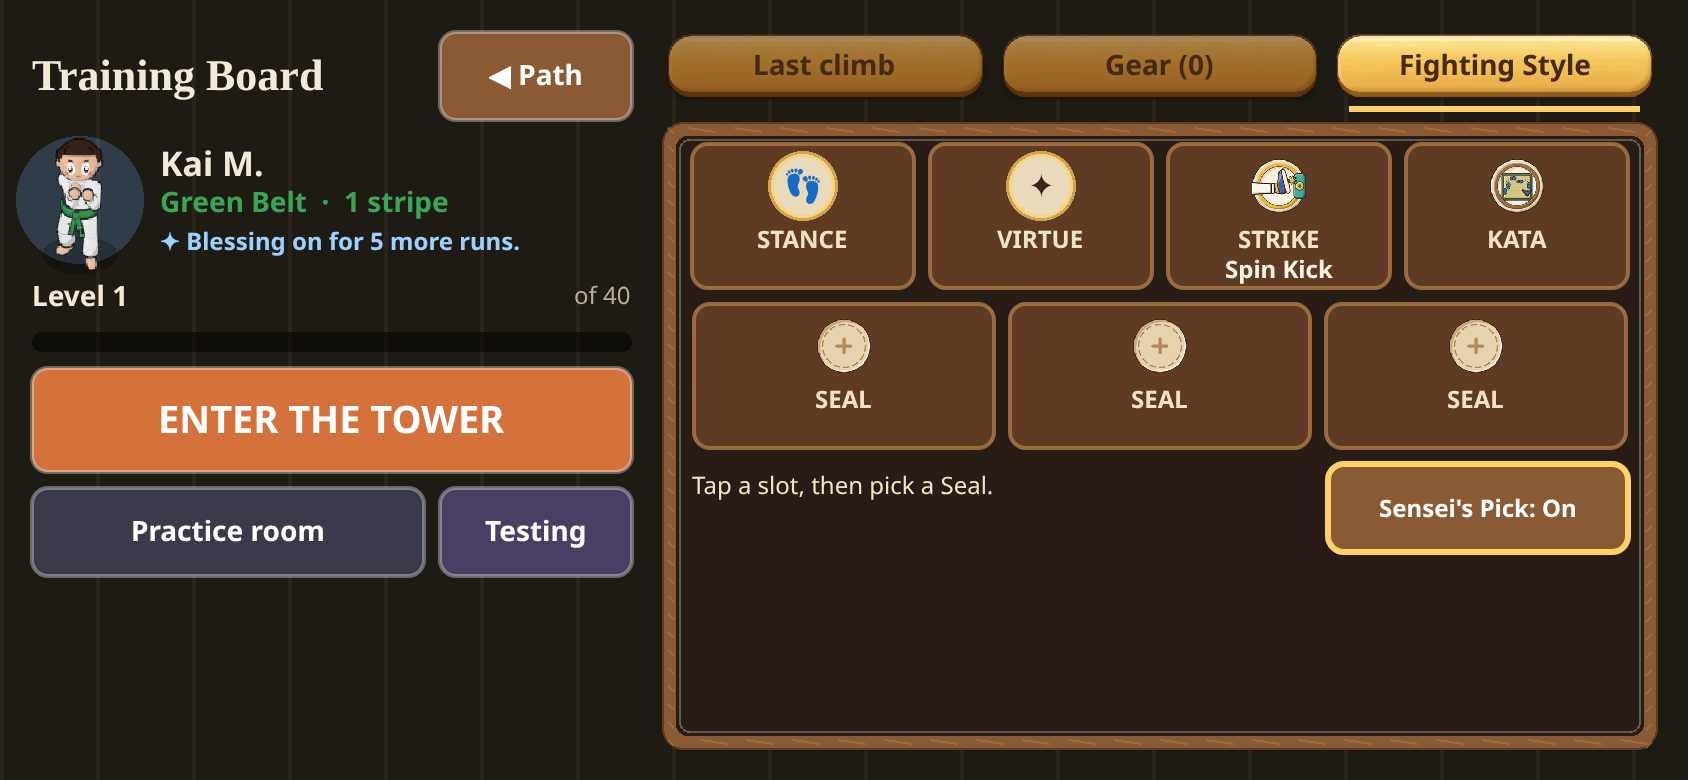 Training Board
◀ Path
Kai M.
Green Belt · 1 stripe
✦ Blessing on for 5 more runs.
Level 1
of 40
ENTER THE TOWER
Practice room
Testing
Last climb
Gear (0)
Fighting Style
STANCE
VIRTUE
STRIKE
Spin Kick
KATA
SEAL
SEAL
SEAL
Tap a slot, then pick a Seal.
Sensei's Pick: On